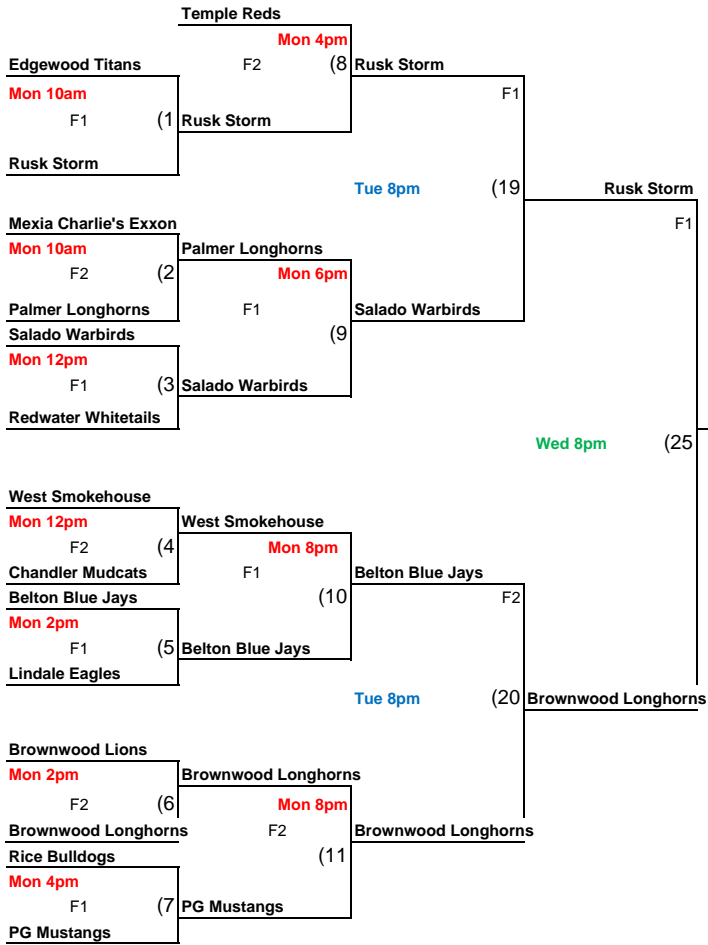 Temple Reds
Mon 4pm
Edgewood Titans
F2
(8
Rusk Storm
Mon 10am
F1
F1
(1
Rusk Storm
Rusk Storm
Tue 8pm
(19
Rusk Storm
Mexia Charlie's Exxon
F1
Mon 10am
Palmer Longhorns
F2
(2
Mon 6pm
Palmer Longhorns
F1
Salado Warbirds
Salado Warbirds
(9
Mon 12pm
F1
(3
Salado Warbirds
Redwater Whitetails
Wed 8pm
(25
West Smokehouse
Mon 12pm
West Smokehouse
F2
(4
Mon 8pm
Chandler Mudcats
F1
Belton Blue Jays
Belton Blue Jays
(10
F2
Mon 2pm
F1
(5
Belton Blue Jays
Lindale Eagles
Tue 8pm
(20
Brownwood Longhorns
Brownwood Lions
Mon 2pm
Brownwood Longhorns
F2
(6
Mon 8pm
Brownwood Longhorns
F2
Brownwood Longhorns
Rice Bulldogs
(11
Mon 4pm
F1
(7
PG Mustangs
PG Mustangs